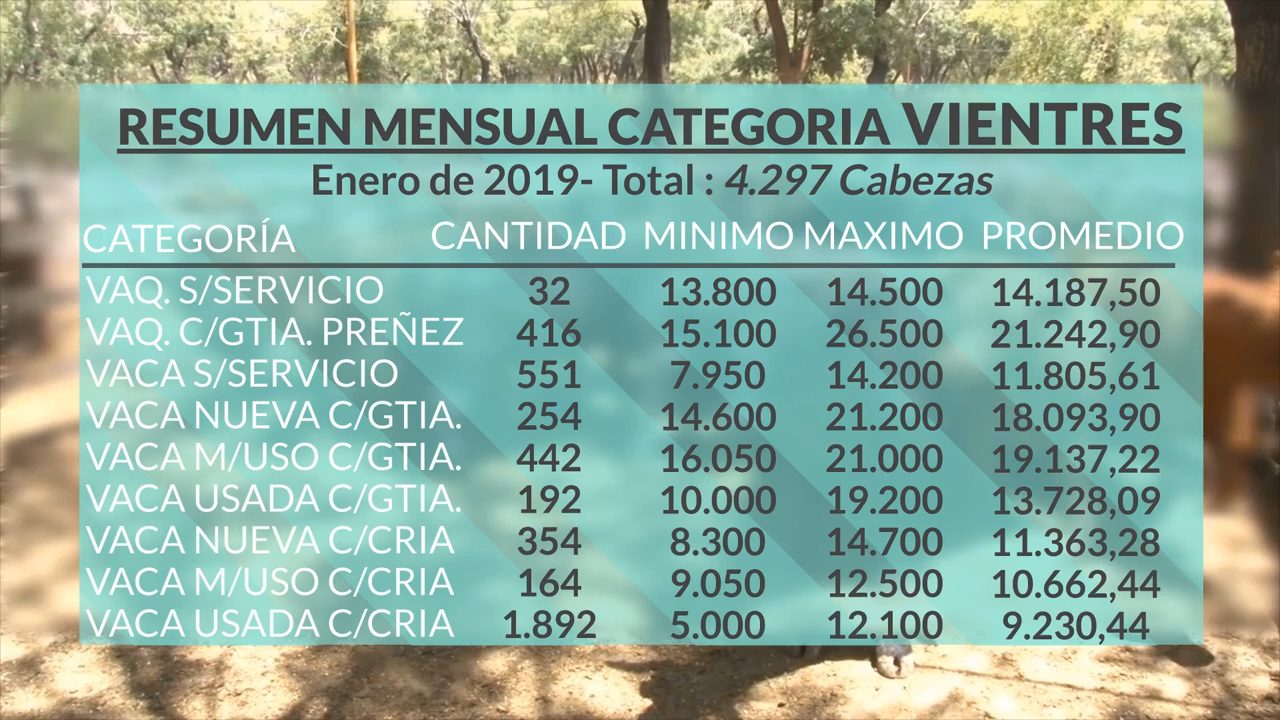 RESUMEN MENSUAL CATEGORIA VIENTRES
Enero de 2019- Total : 4.297 Cabezas
CATEGORÍA CANTIDAD MINIMO MAXIMO PROMEDIO
VAQ. S/SERVICIO 32 13.800 14.500 14.187,50
VAQ. C/GTIA. PREÑEZ 416 15.100 26.500 21.242,90
VACA S/SERVICIO 551 7.950 14.200 11.805,61
VACA NUEVA C/GTIA. 254 14.600 21.200 18.093,90
VACA M/USO C/GTIA. 442 16.050 21.000 19.137,22
VACA USADA C/GTIA. 192 10.000 19.200 13.728,09
VACA NUEVA C/CRIA 354 8.300 14.700 11.363,28
VACA M/USO C/CRIA 164 9.050 12.500 10.662,44
VACA USADA C/CRIA 1.892 5.000 12.100 9.230,44